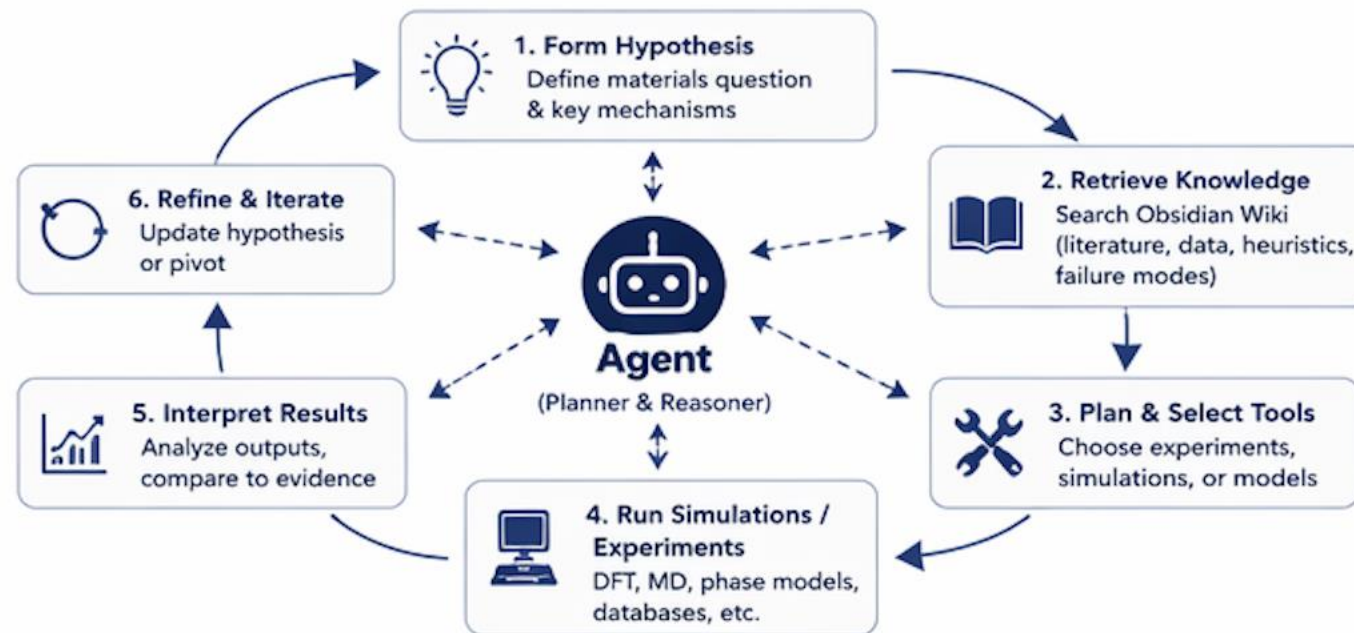 1. Form Hypothesis
Define materials question
& key mechanisms
2. Retrieve Knowledge
Search Obsidian Wiki
(literature, data, heuristics,
failure modes)
3. Plan & Select Tools
Choose experiments,
simulations, or models
4. Run Simulations /
Experiments
DFT, MD, phase models,
databases, etc.
5. Interpret Results
Analyze outputs,
compare to evidence
6. Refine & Iterate
Update hypothesis
or pivot
Agent
(Planner & Reasoner)